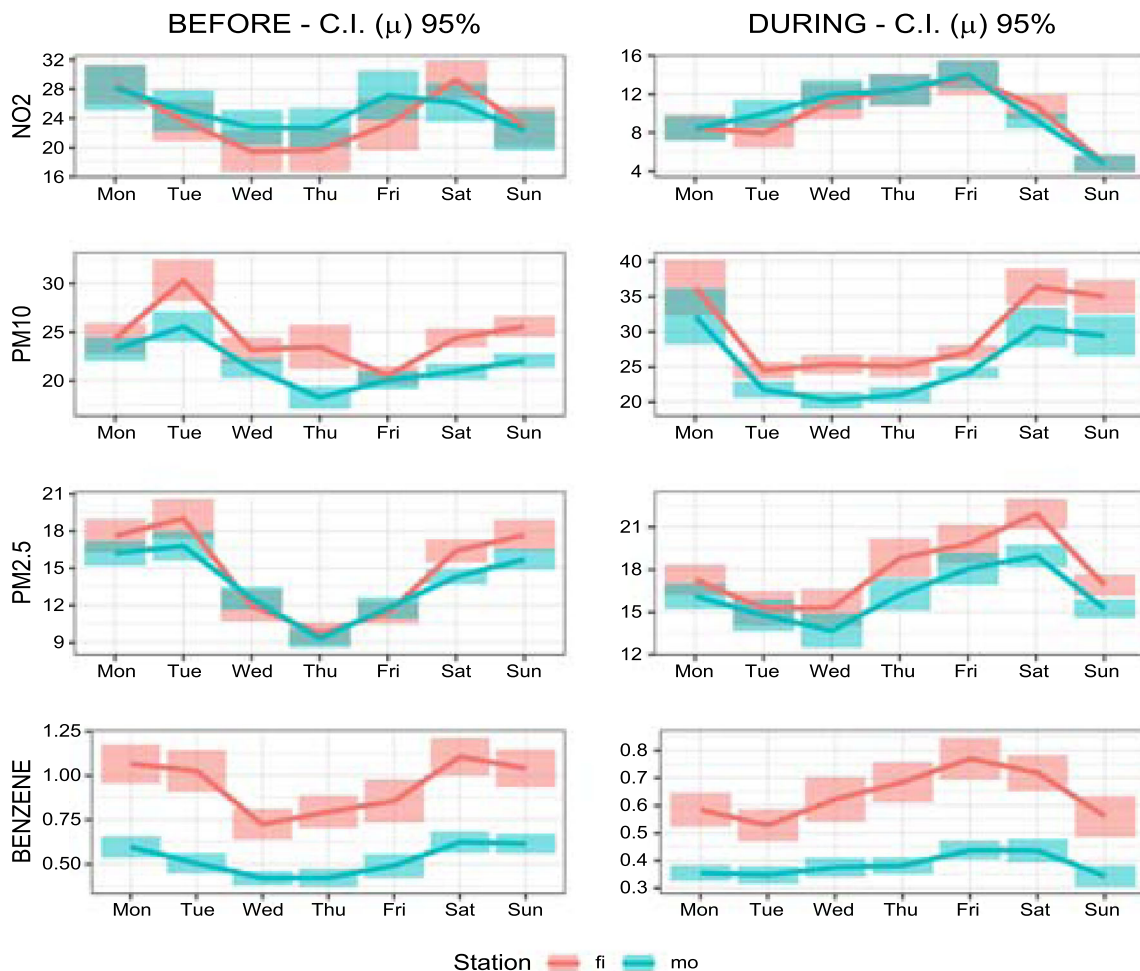 BEFORE - C.I. (μ) 95%
DURING - C.I. (μ) 95%
NO2
32
28
24
20
16
Mon Tue Wed Thu Fri Sat Sun
16
12
8
4
Mon Tue Wed Thu Fri Sat Sun
PM10
30
25
20
Mon Tue Wed Thu Fri Sat Sun
40
35
30
25
20
Mon Tue Wed Thu Fri Sat Sun
PM2.5
21
18
15
12
9
Mon Tue Wed Thu Fri Sat Sun
21
18
15
12
Mon Tue Wed Thu Fri Sat Sun
BENZENE
1.25
1.00
0.75
0.50
Mon Tue Wed Thu Fri Sat Sun
0.8
0.7
0.6
0.5
0.4
0.3
Mon Tue Wed Thu Fri Sat Sun
Station fi mo